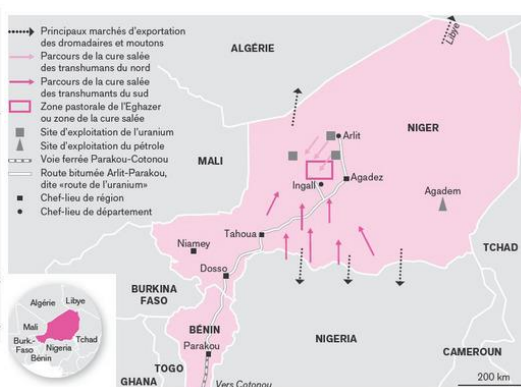 Principaux marchés d'exportation
des dromadaires et moutons
Parcours de la cure salée
des transhumans du nord
Parcours de la cure salée
des transhumants du sud
Zone pastorale de l'Eghazer
ou zone de la cure salée
Site d'exploitation de l'uranium
Site d'exploitation du pétrole
Voie ferrée Parakou-Cotonou
Route bitumée Arlit-Parakou,
dite «route de l'uranium»
Chef-lieu de région
Chef-lieu de département
ALGÉRIE
Libye
NIGER
MALI
Arlit
Agadez
Ingall
Agadem
Tahoua
Niamey
Dosso
TCHAD
BURKINA
FASO
BÉNIN
NIGERIA
Parakou
CAMEROUN
TOGO
GHANA
Vers Cotonou
200 km
Algérie
Libye
Mali
Burk.-
Faso
Nigeria
Tchad
Bénin